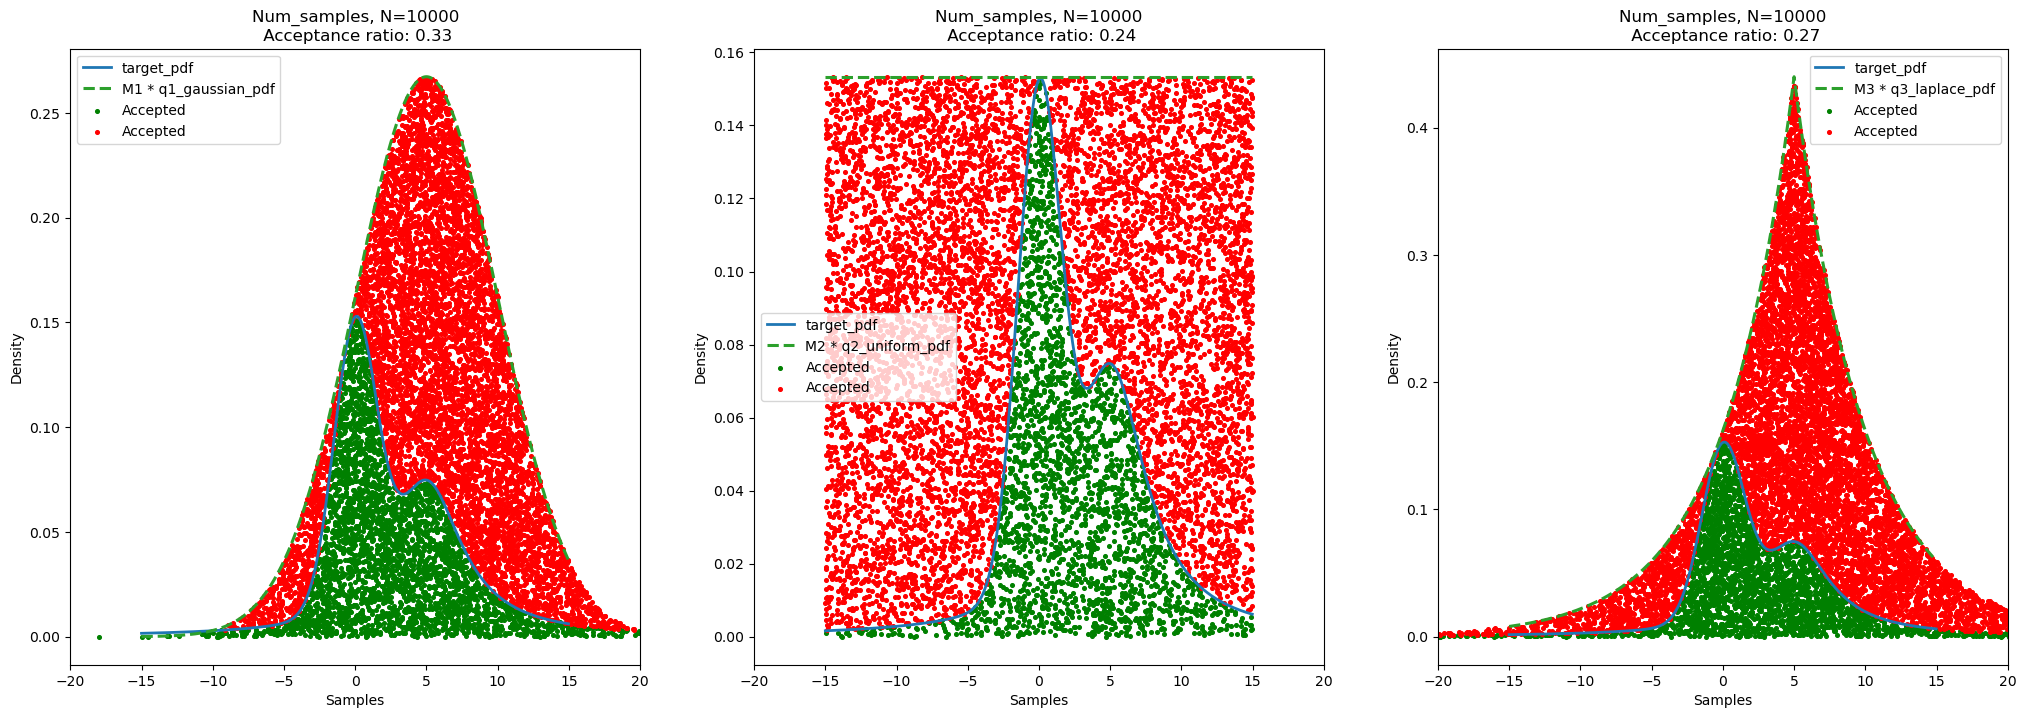 Num_samples, N=10000
Acceptance ratio: 0.33
target_pdf
M1 * q1_gaussian_pdf
Accepted
Accepted
Density
0.25
0.20
0.15
0.10
0.05
0.00
−20
−15
−10
−5
0
5
10
15
20
Samples
Num_samples, N=10000
Acceptance ratio: 0.24
target_pdf
M2 * q2_uniform_pdf
Accepted
Accepted
Density
0.16
0.14
0.12
0.10
0.08
0.06
0.04
0.02
0.00
−20
−15
−10
−5
0
5
10
15
20
Samples
Num_samples, N=10000
Acceptance ratio: 0.27
target_pdf
M3 * q3_laplace_pdf
Accepted
Accepted
Density
0.4
0.3
0.2
0.1
0.0
−20
−15
−10
−5
0
5
10
15
20
Samples